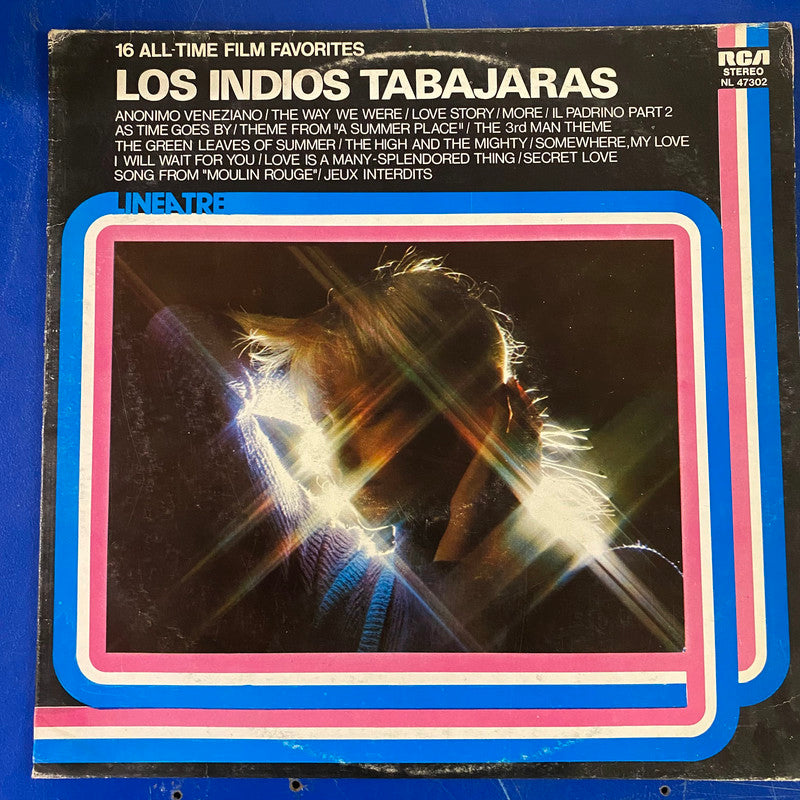 16 ALL-TIME FILM FAVORITES
LOS INDIOS TABAJARAS
ANONIMO VENEZIANO/THE WAY WE WERE/LOVE STORY/MORE/IL PADRINO PART 2
AS TIME GOES BY/THEME FROM "A SUMMER PLACE"/THE 3rd MAN THEME
THE GREEN LEAVES OF SUMMER/THE HIGH AND THE MIGHTY/SOMEWHERE,MY LOVE
I WILL WAIT FOR YOU/LOVE IS A MANY-SPLENDORED THING/SECRET LOVE
SONG FROM "MOULIN ROUGE"/JEUX INTERDITS
RCA
STEREO
NL 47302
LINEATRE